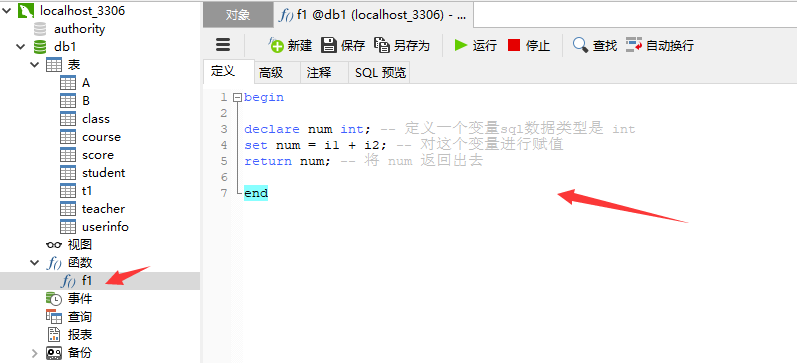 localhost_3306
authority
db1
表
A
B
class
course
score
student
t1
teacher
userinfo
视图
函数
f() f1
事件
查询
报表
备份
对象
f() f1 @db1 (localhost_3306) - ...
新建 保存 另存为 运行 停止 查找 自动换行
定义 高级 注释 SQL 预览
1 begin
2
3 declare num int; -- 定义一个变量sql数据类型是 int
4 set num = i1 + i2; -- 对这个变量进行赋值
5 return num; -- 将 num 返回出去
6
7 end